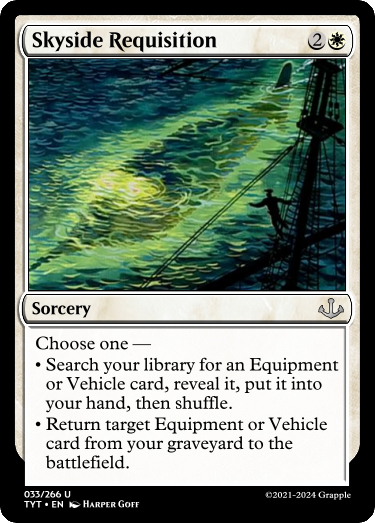 Skyside Requisition 2
Sorcery
Choose one —
• Search your library for an Equipment
or Vehicle card, reveal it, put it into
your hand, then shuffle.
• Return target Equipment or Vehicle
card from your graveyard to the
battlefield.
033/266 U
TYT • EN Harper Goff
©2021-2024 Grapple